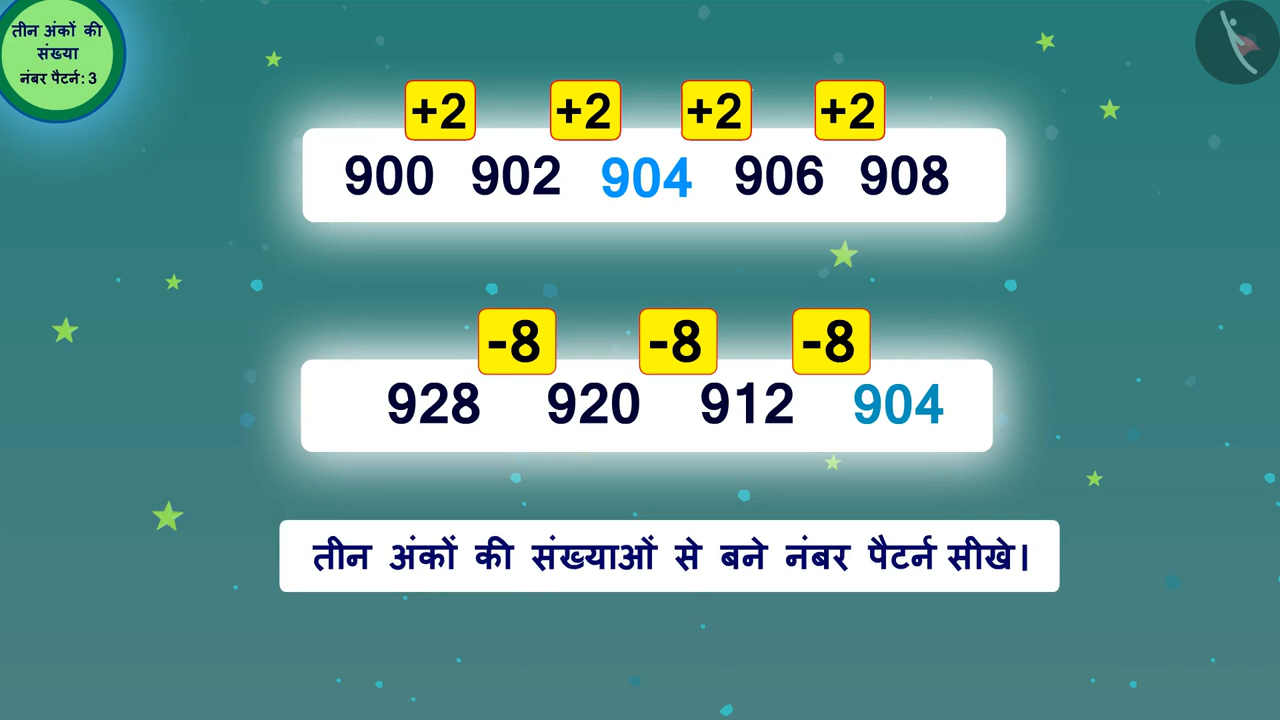 तीन अंकों की
संख्या
नंबर पैटर्न: 3
+2 +2 +2 +2
900 902 904 906 908
-8 -8 -8
928 920 912 904
तीन अंकों की संख्याओं से बने नंबर पैटर्न सीखे।